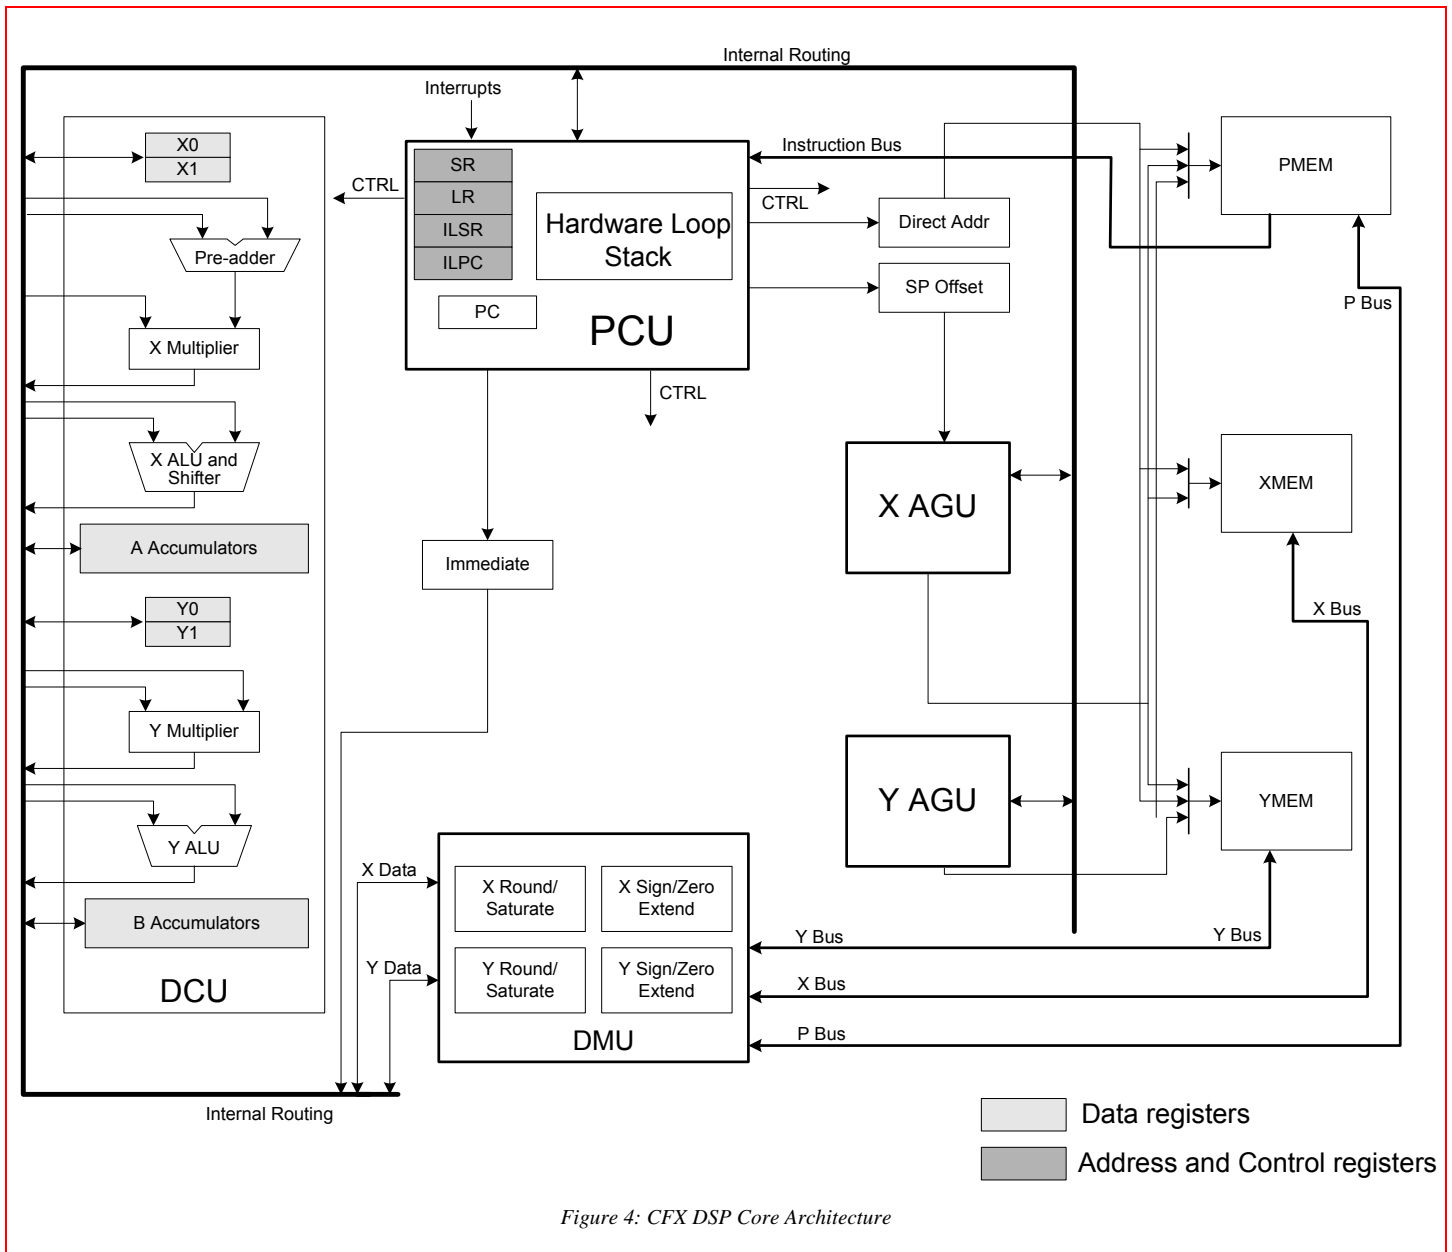 Internal Routing
Interrupts
X0
X1
SR
LR
ILSR
ILPC
PC
Hardware Loop
Stack
PCU
CTRL
Instruction Bus
CTRL
Direct Addr
SP Offset
PMEM
P Bus
Pre-adder
X Multiplier
CTRL
X ALU and
Shifter
A Accumulators
Immediate
X AGU
XMEM
X Bus
Y0
Y1
Y Multiplier
Y ALU
B Accumulators
DCU
Y AGU
YMEM
X Data
Y Data
X Round/
Saturate
X Sign/Zero
Extend
Y Round/
Saturate
Y Sign/Zero
Extend
DMU
Y Bus
Y Bus
X Bus
P Bus
Internal Routing
Data registers
Address and Control registers
Figure 4: CFX DSP Core Architecture